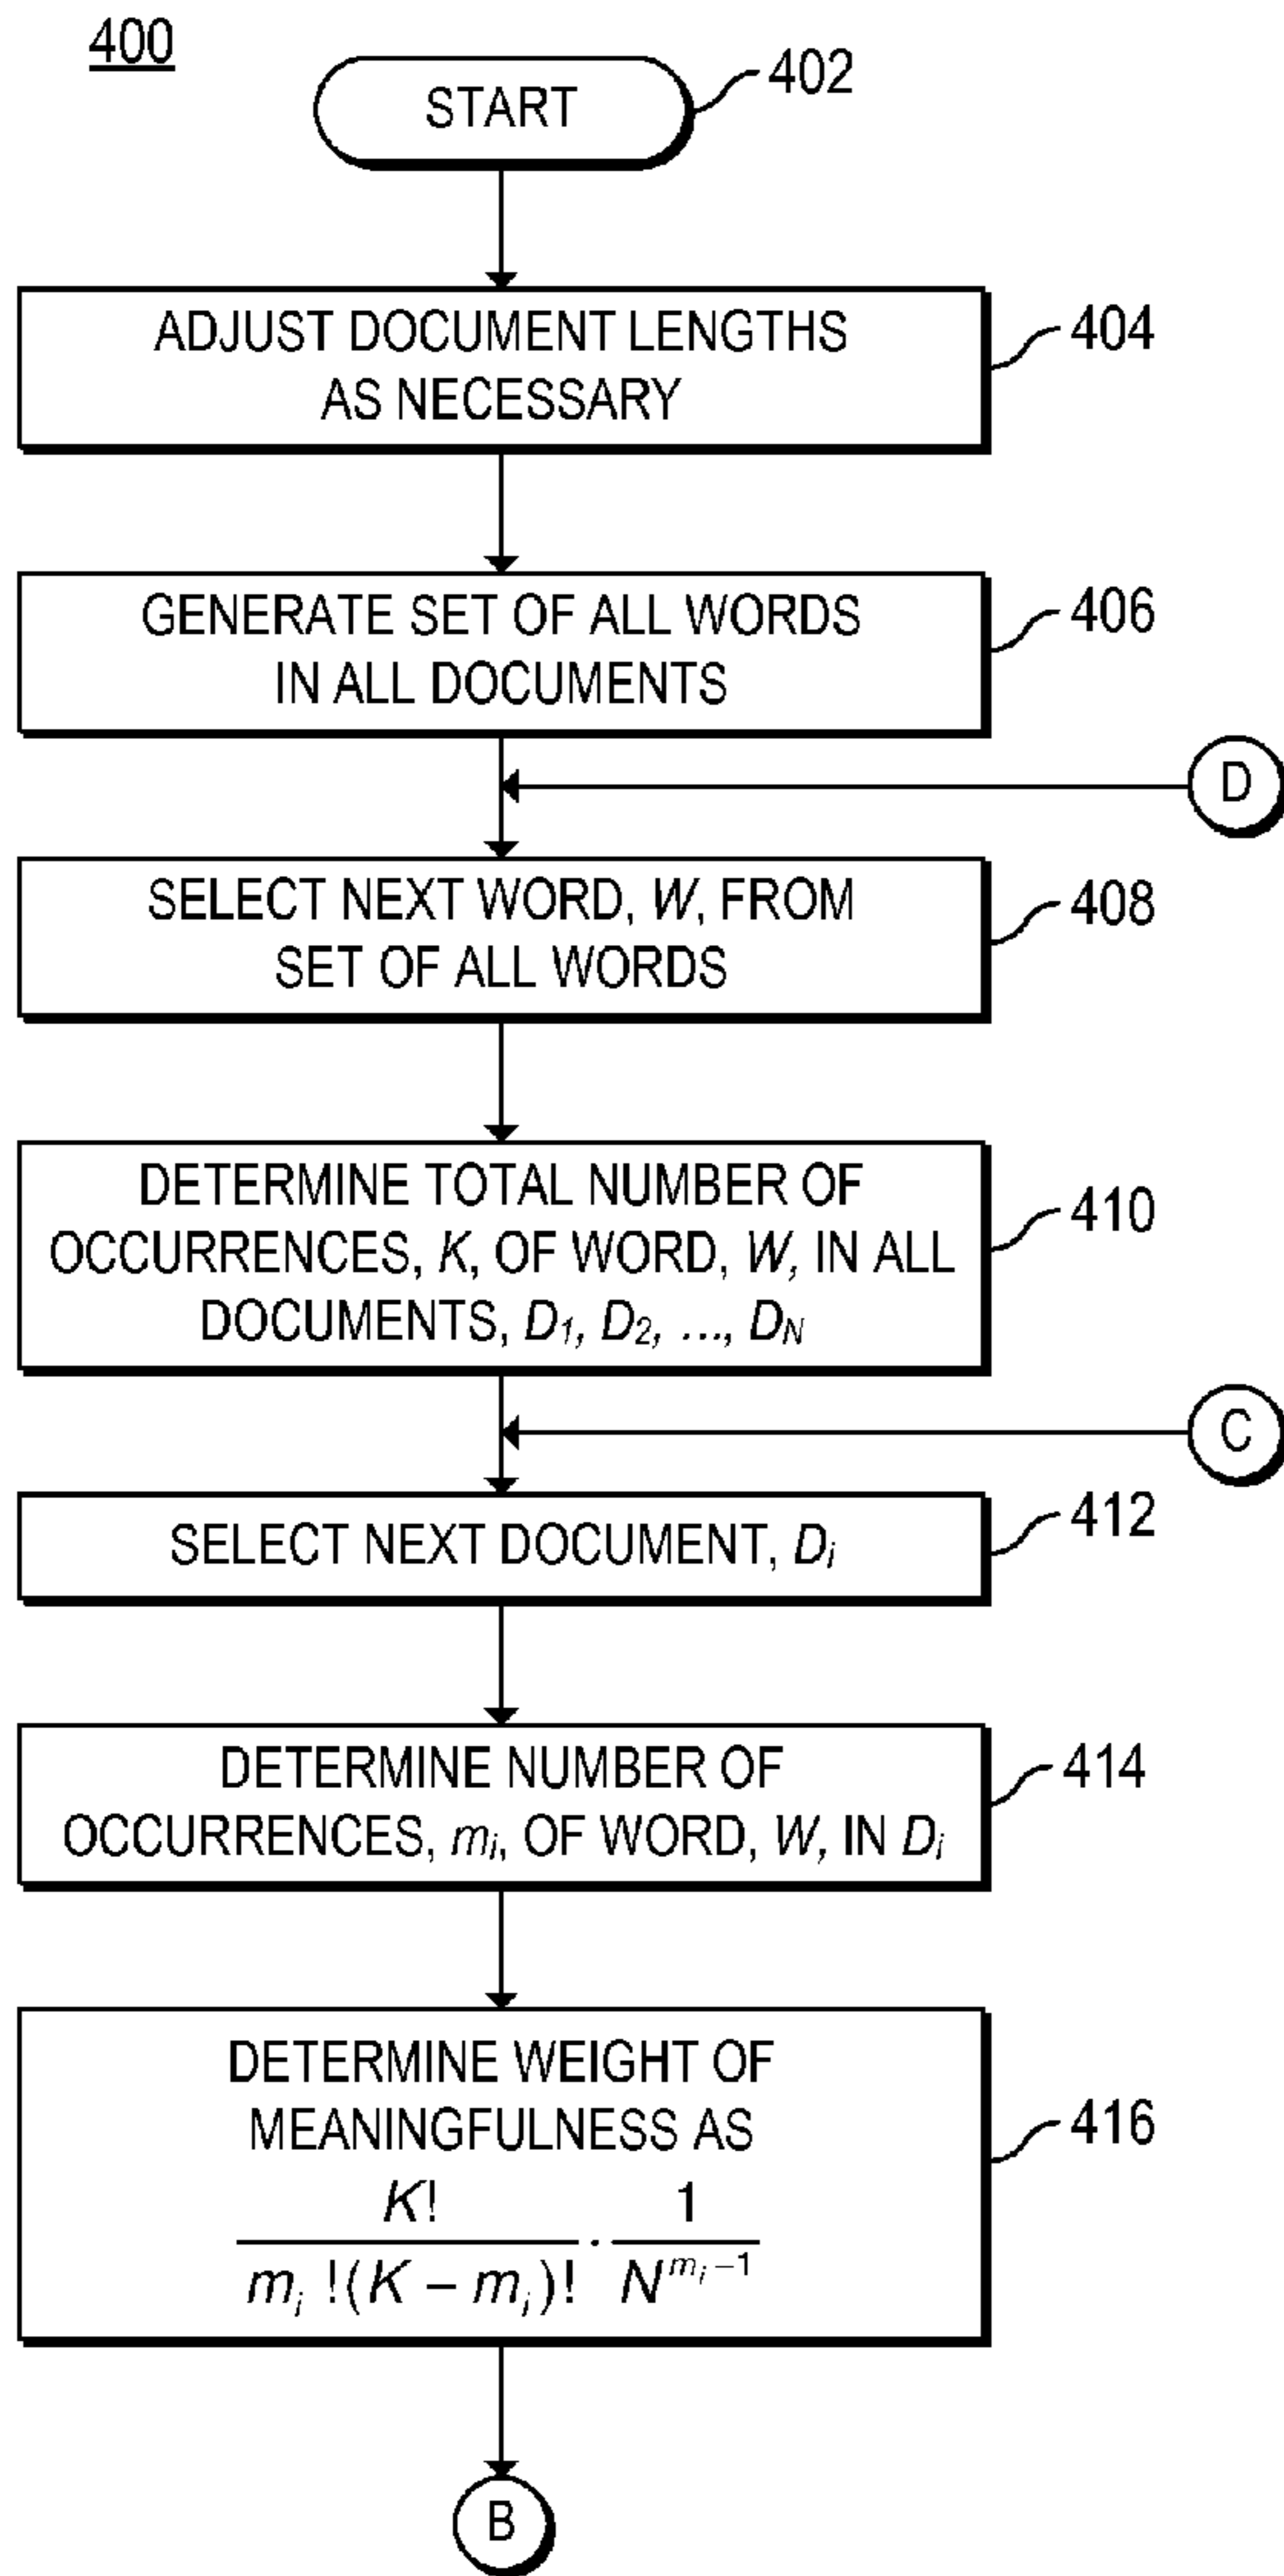 400
START
402
ADJUST DOCUMENT LENGTHS
AS NECESSARY
404
GENERATE SET OF ALL WORDS
IN ALL DOCUMENTS
406
D
SELECT NEXT WORD, W, FROM
SET OF ALL WORDS
408
DETERMINE TOTAL NUMBER OF
OCCURRENCES, K, OF WORD, W, IN ALL
DOCUMENTS, D₁, D₂, ..., D_N
410
C
SELECT NEXT DOCUMENT, Dᵢ
412
DETERMINE NUMBER OF
OCCURRENCES, mᵢ, OF WORD, W, IN Dᵢ
414
DETERMINE WEIGHT OF
MEANINGFULNESS AS
K! / (mᵢ !(K – mᵢ)!) · 1 / N^(mᵢ–1)
416
B